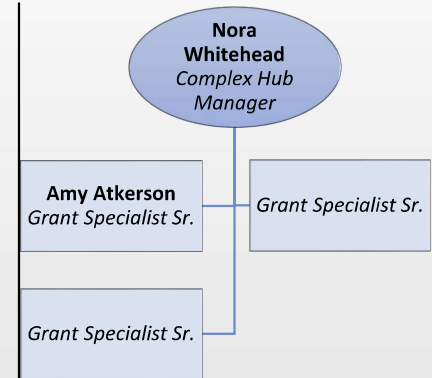 Nora
Whitehead
Complex Hub
Manager
Amy Atkerson
Grant Specialist Sr.
Grant Specialist Sr.
Grant Specialist Sr.